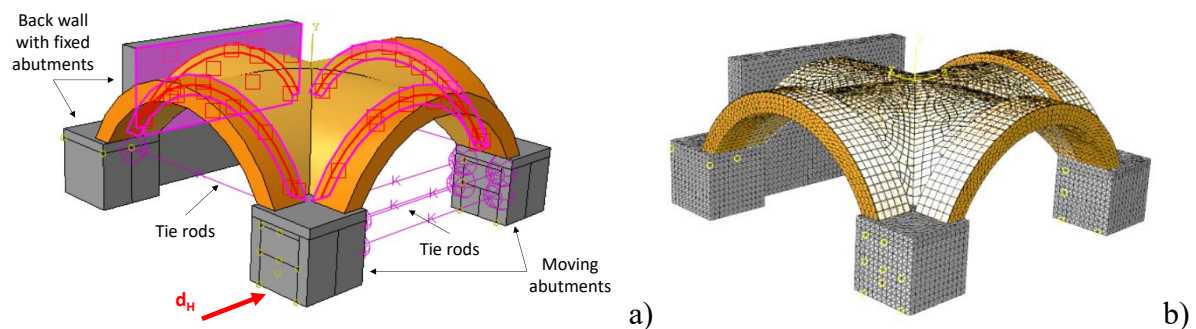 Back wall
with fixed
abutments
Y
Tie rods
Tie rods
Moving
abutments
dH
a)
b)